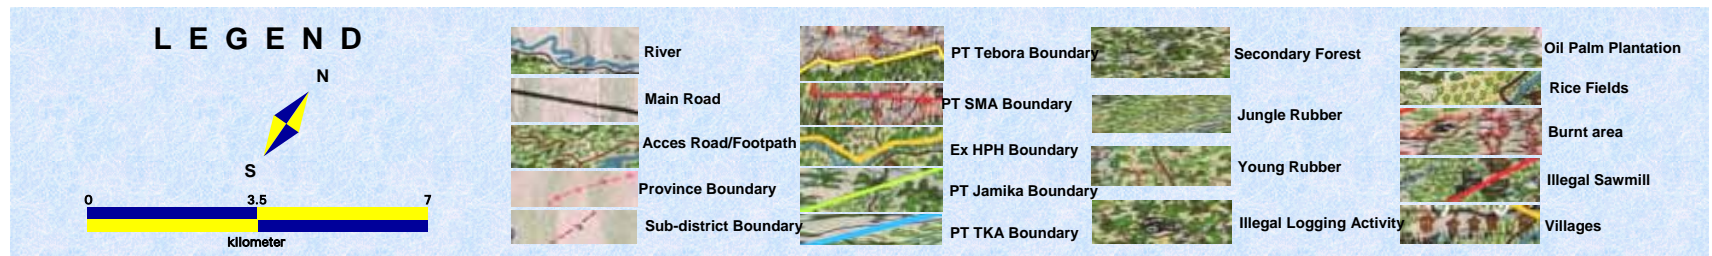 LEGEND
N
S
0 3.5 7
kilometer
River
Main Road
Acces Road/Footpath
Province Boundary
Sub-district Boundary
PT Tebora Boundary
PT SMA Boundary
Ex HPH Boundary
PT Jamika Boundary
PT TKA Boundary
Secondary Forest
Jungle Rubber
Young Rubber
Illegal Logging Activity
Oil Palm Plantation
Rice Fields
Burnt area
Illegal Sawmill
Villages